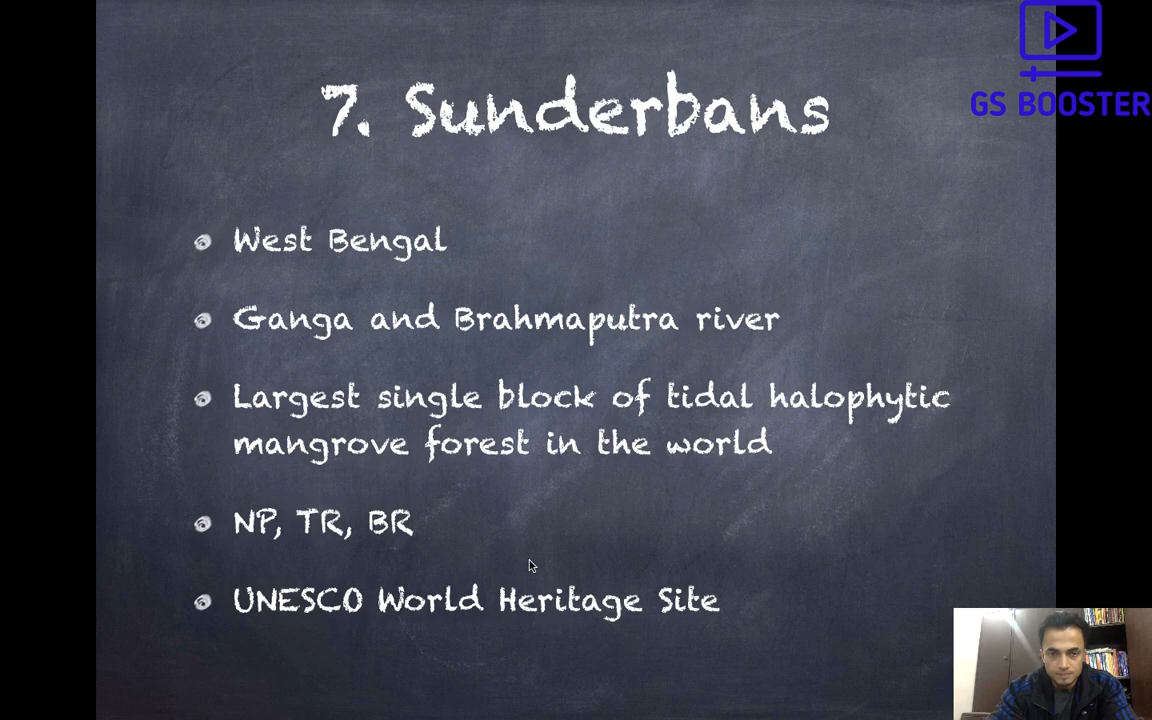 GS BOOSTER
7. Sunderbans
West Bengal
Ganga and Brahmaputra river
Largest single block of tidal halophytic
mangrove forest in the world
NP, TR, BR
UNESCO World Heritage Site